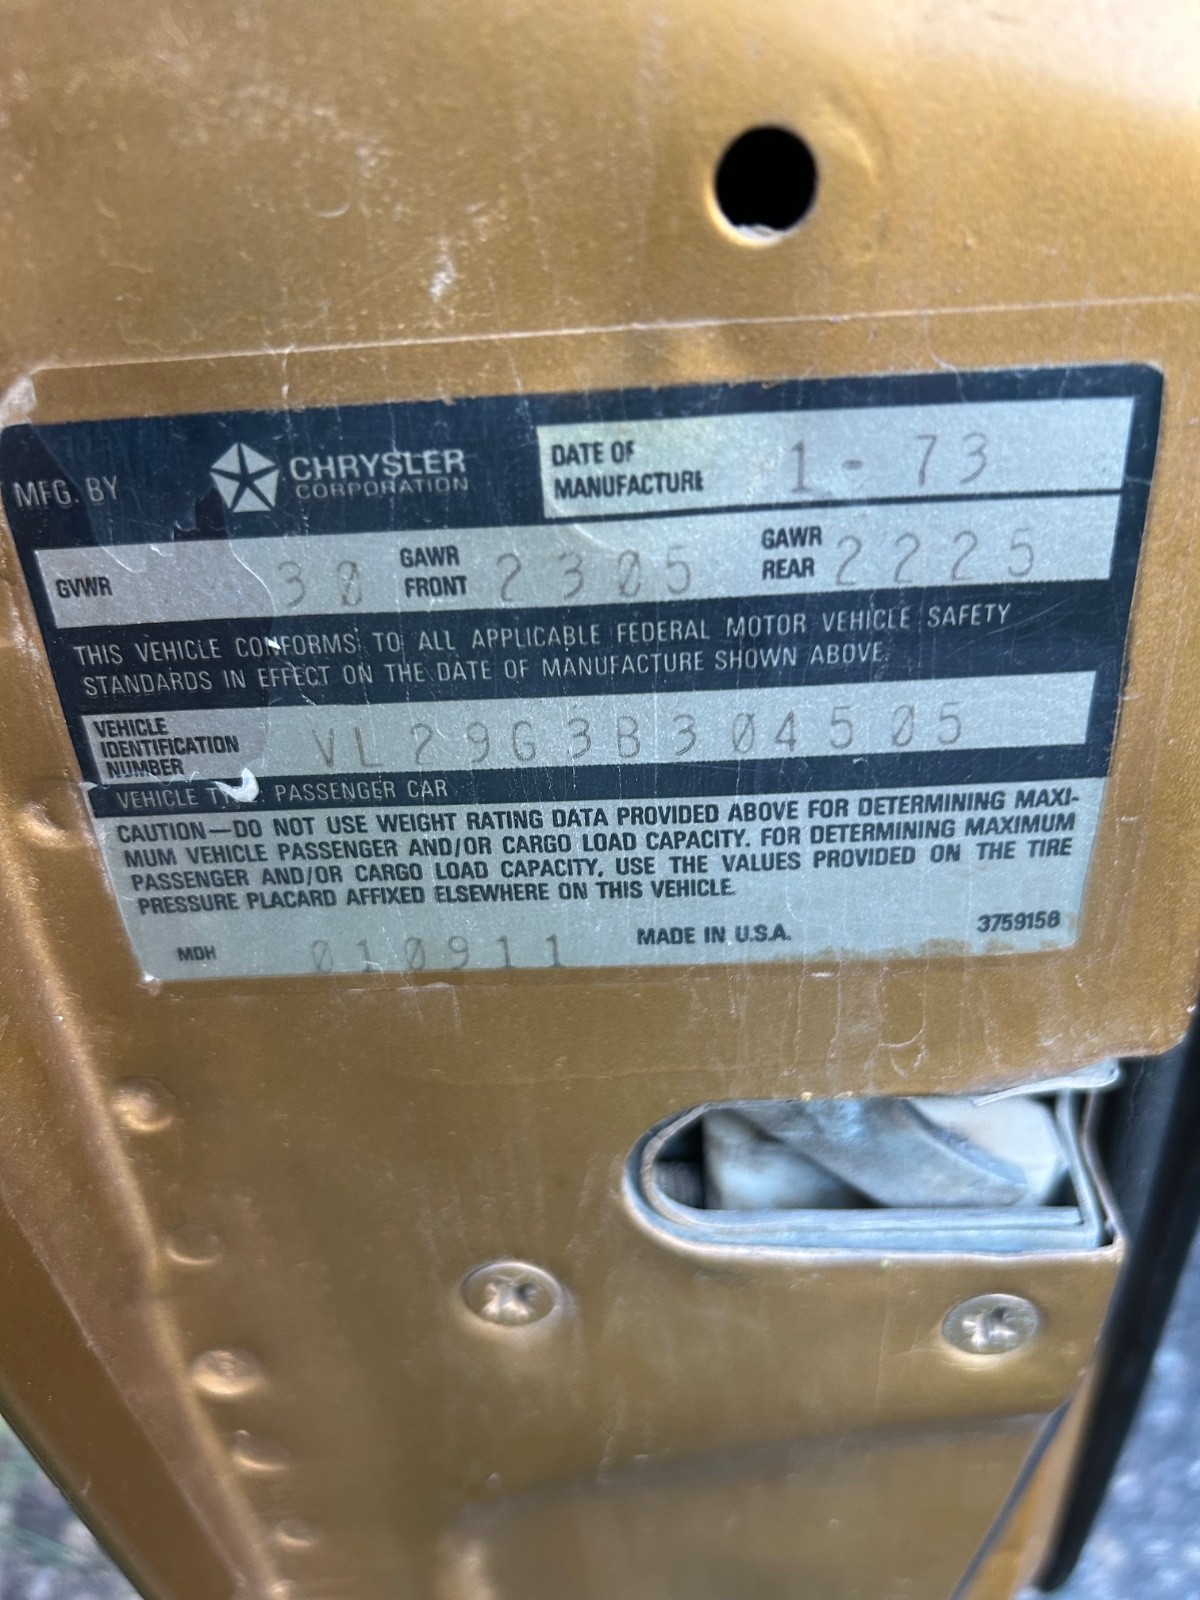 MFG. BY CHRYSLER CORPORATION
DATE OF MANUFACTURE 1 - 73
GVWR 30 GAWR FRONT 2305 GAWR REAR 2225
THIS VEHICLE CONFORMS TO ALL APPLICABLE FEDERAL MOTOR VEHICLE SAFETY
STANDARDS IN EFFECT ON THE DATE OF MANUFACTURE SHOWN ABOVE.
VEHICLE IDENTIFICATION NUMBER VL29G3B304505
VEHICLE PASSENGER CAR
CAUTION—DO NOT USE WEIGHT RATING DATA PROVIDED ABOVE FOR DETERMINING MAXI-
MUM VEHICLE PASSENGER AND/OR CARGO LOAD CAPACITY. FOR DETERMINING MAXIMUM
PASSENGER AND/OR CARGO LOAD CAPACITY, USE THE VALUES PROVIDED ON THE TIRE
PRESSURE PLACARD AFFIXED ELSEWHERE ON THIS VEHICLE.
MDH 010911 MADE IN U.S.A. 3759158